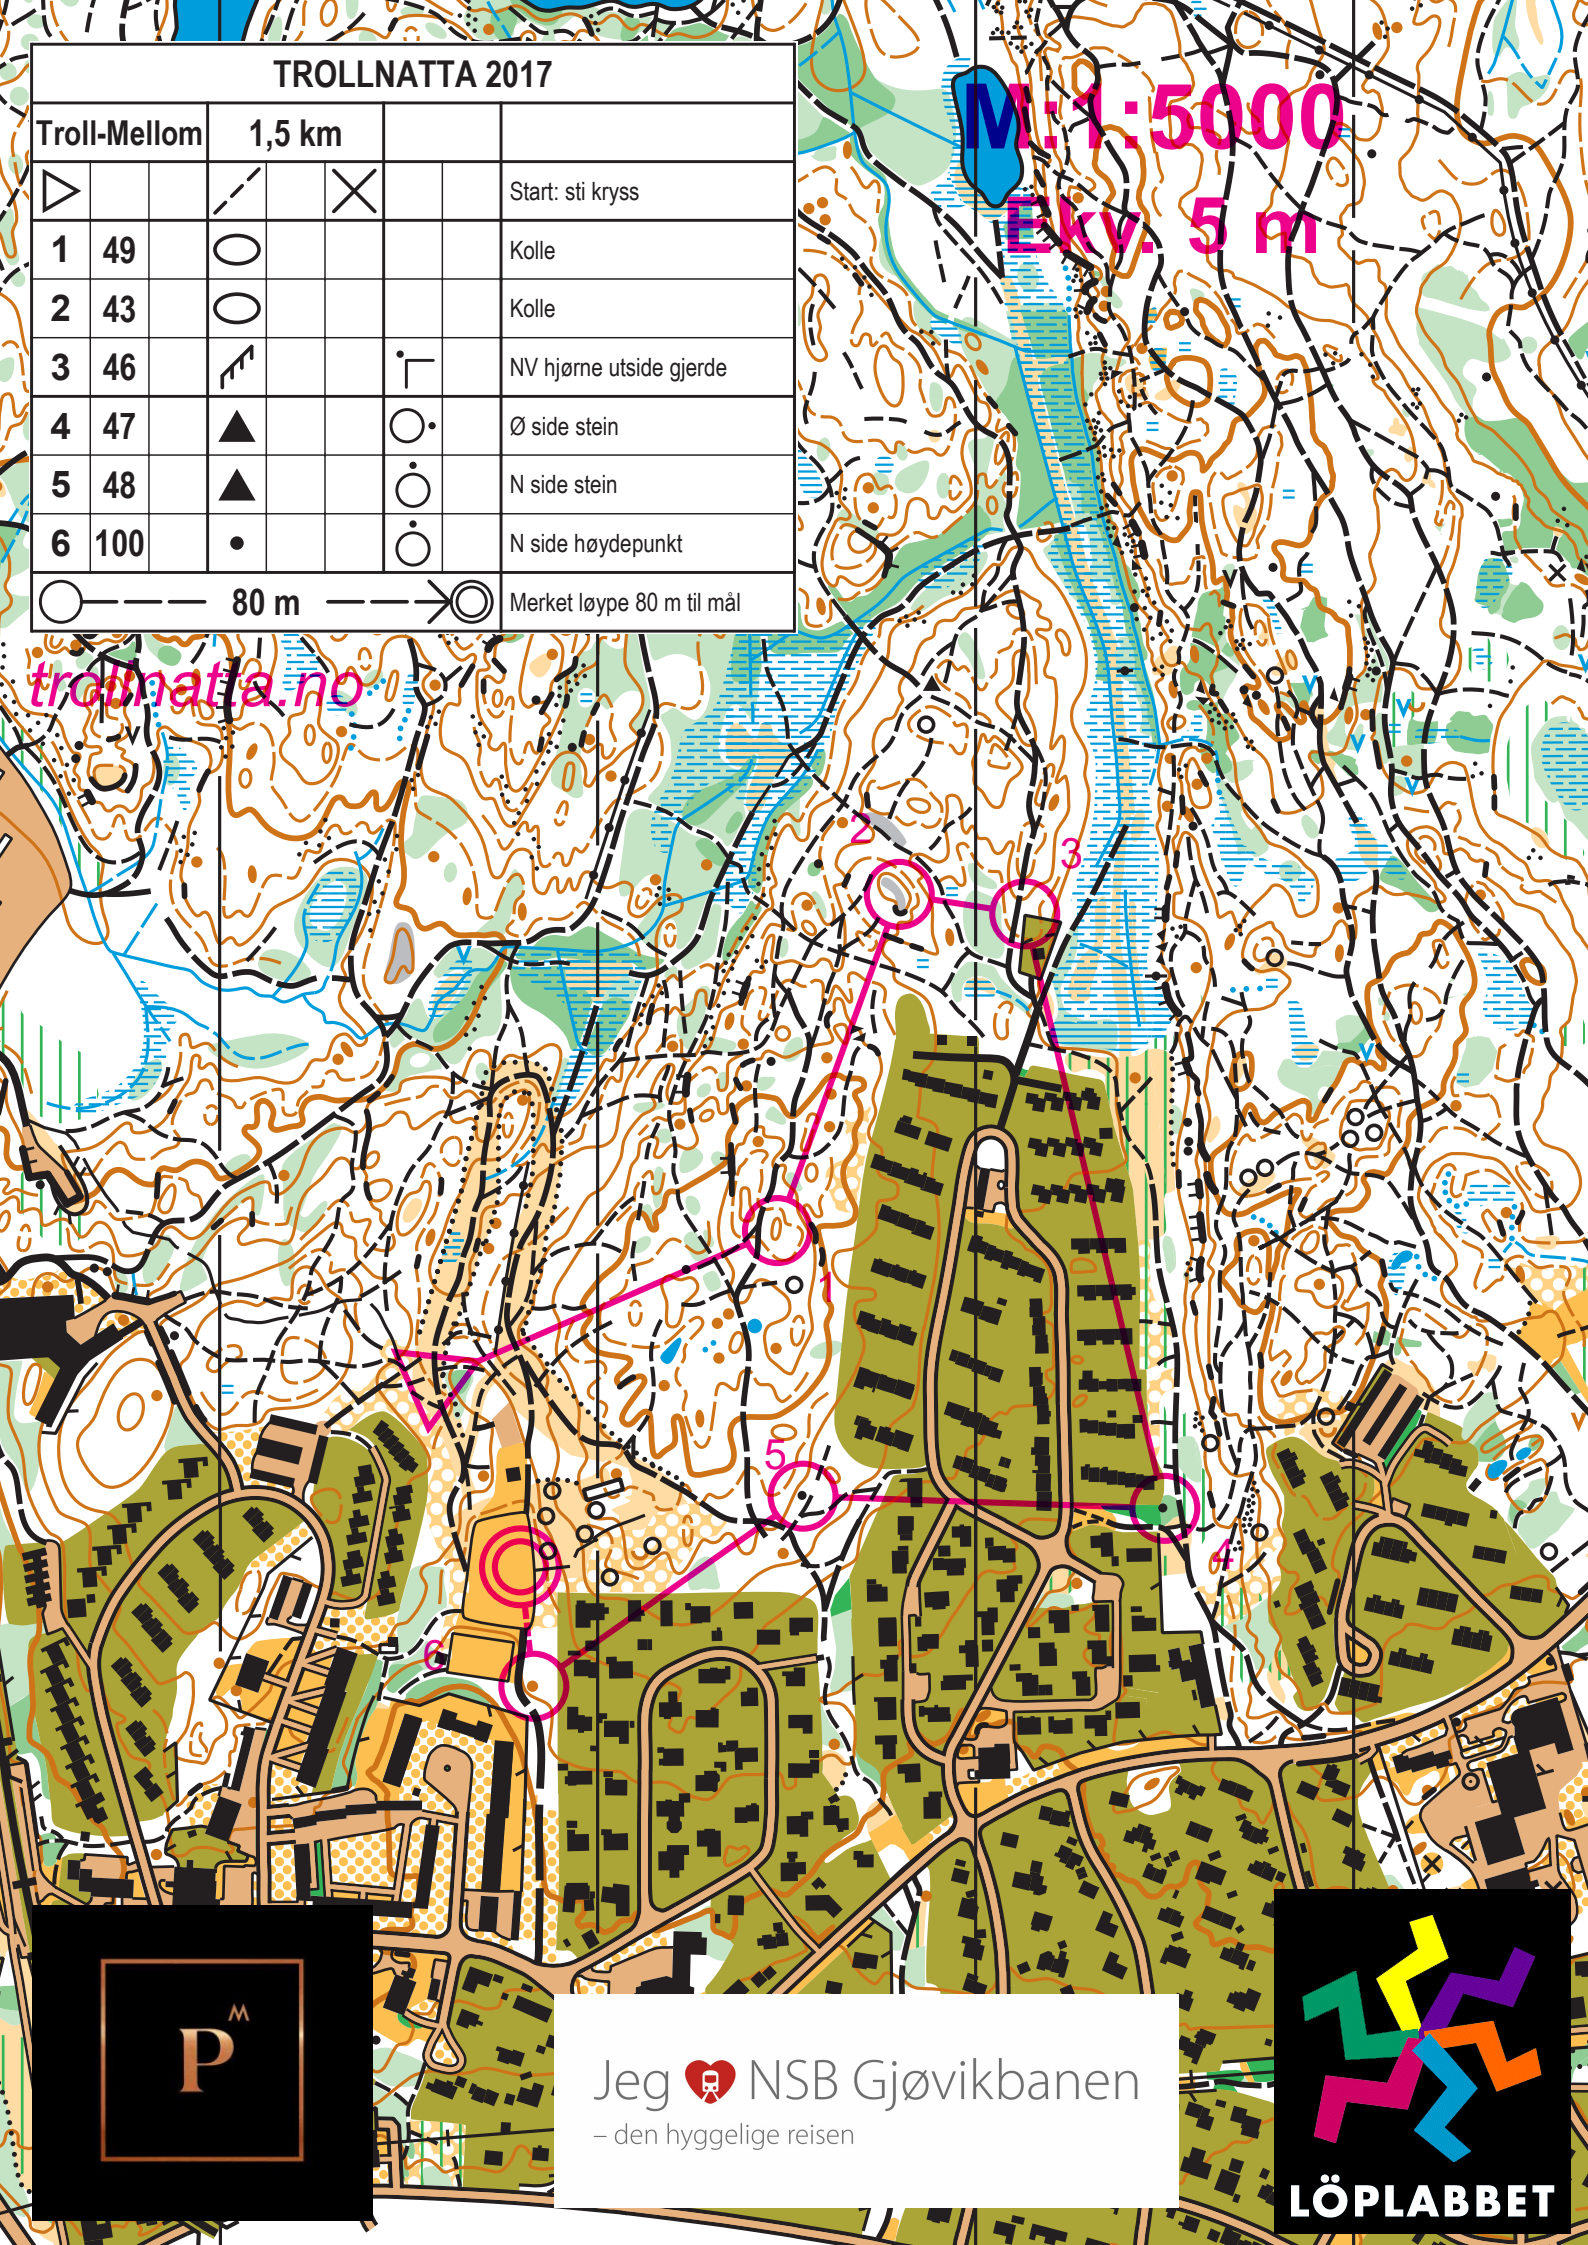 TROLLNATTA 2017
Troll-Mellom 1,5 km
Start: sti kryss
1 49 Kolle
2 43 Kolle
3 46 NV hjørne utside gjerde
4 47 Ø side stein
5 48 N side stein
6 100 N side høydepunkt
80 m Merket løype 80 m til mål
M:1:5000
Ekv. 5 m
trollnatta.no
2
3
1
5
4
6
P M
Jeg NSB Gjøvikbanen
– den hyggelige reisen
LÖPLABBET